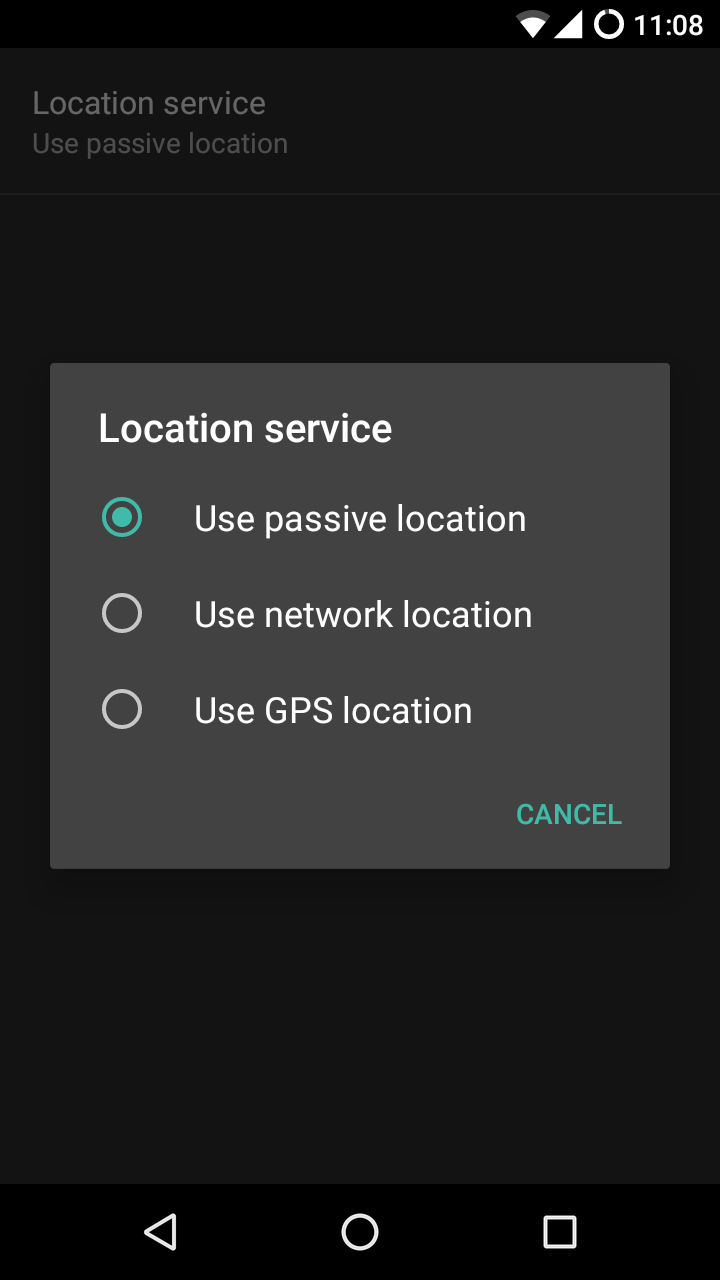 11:08
Location service
Use passive location
Location service
Use passive location
Use network location
Use GPS location
CANCEL